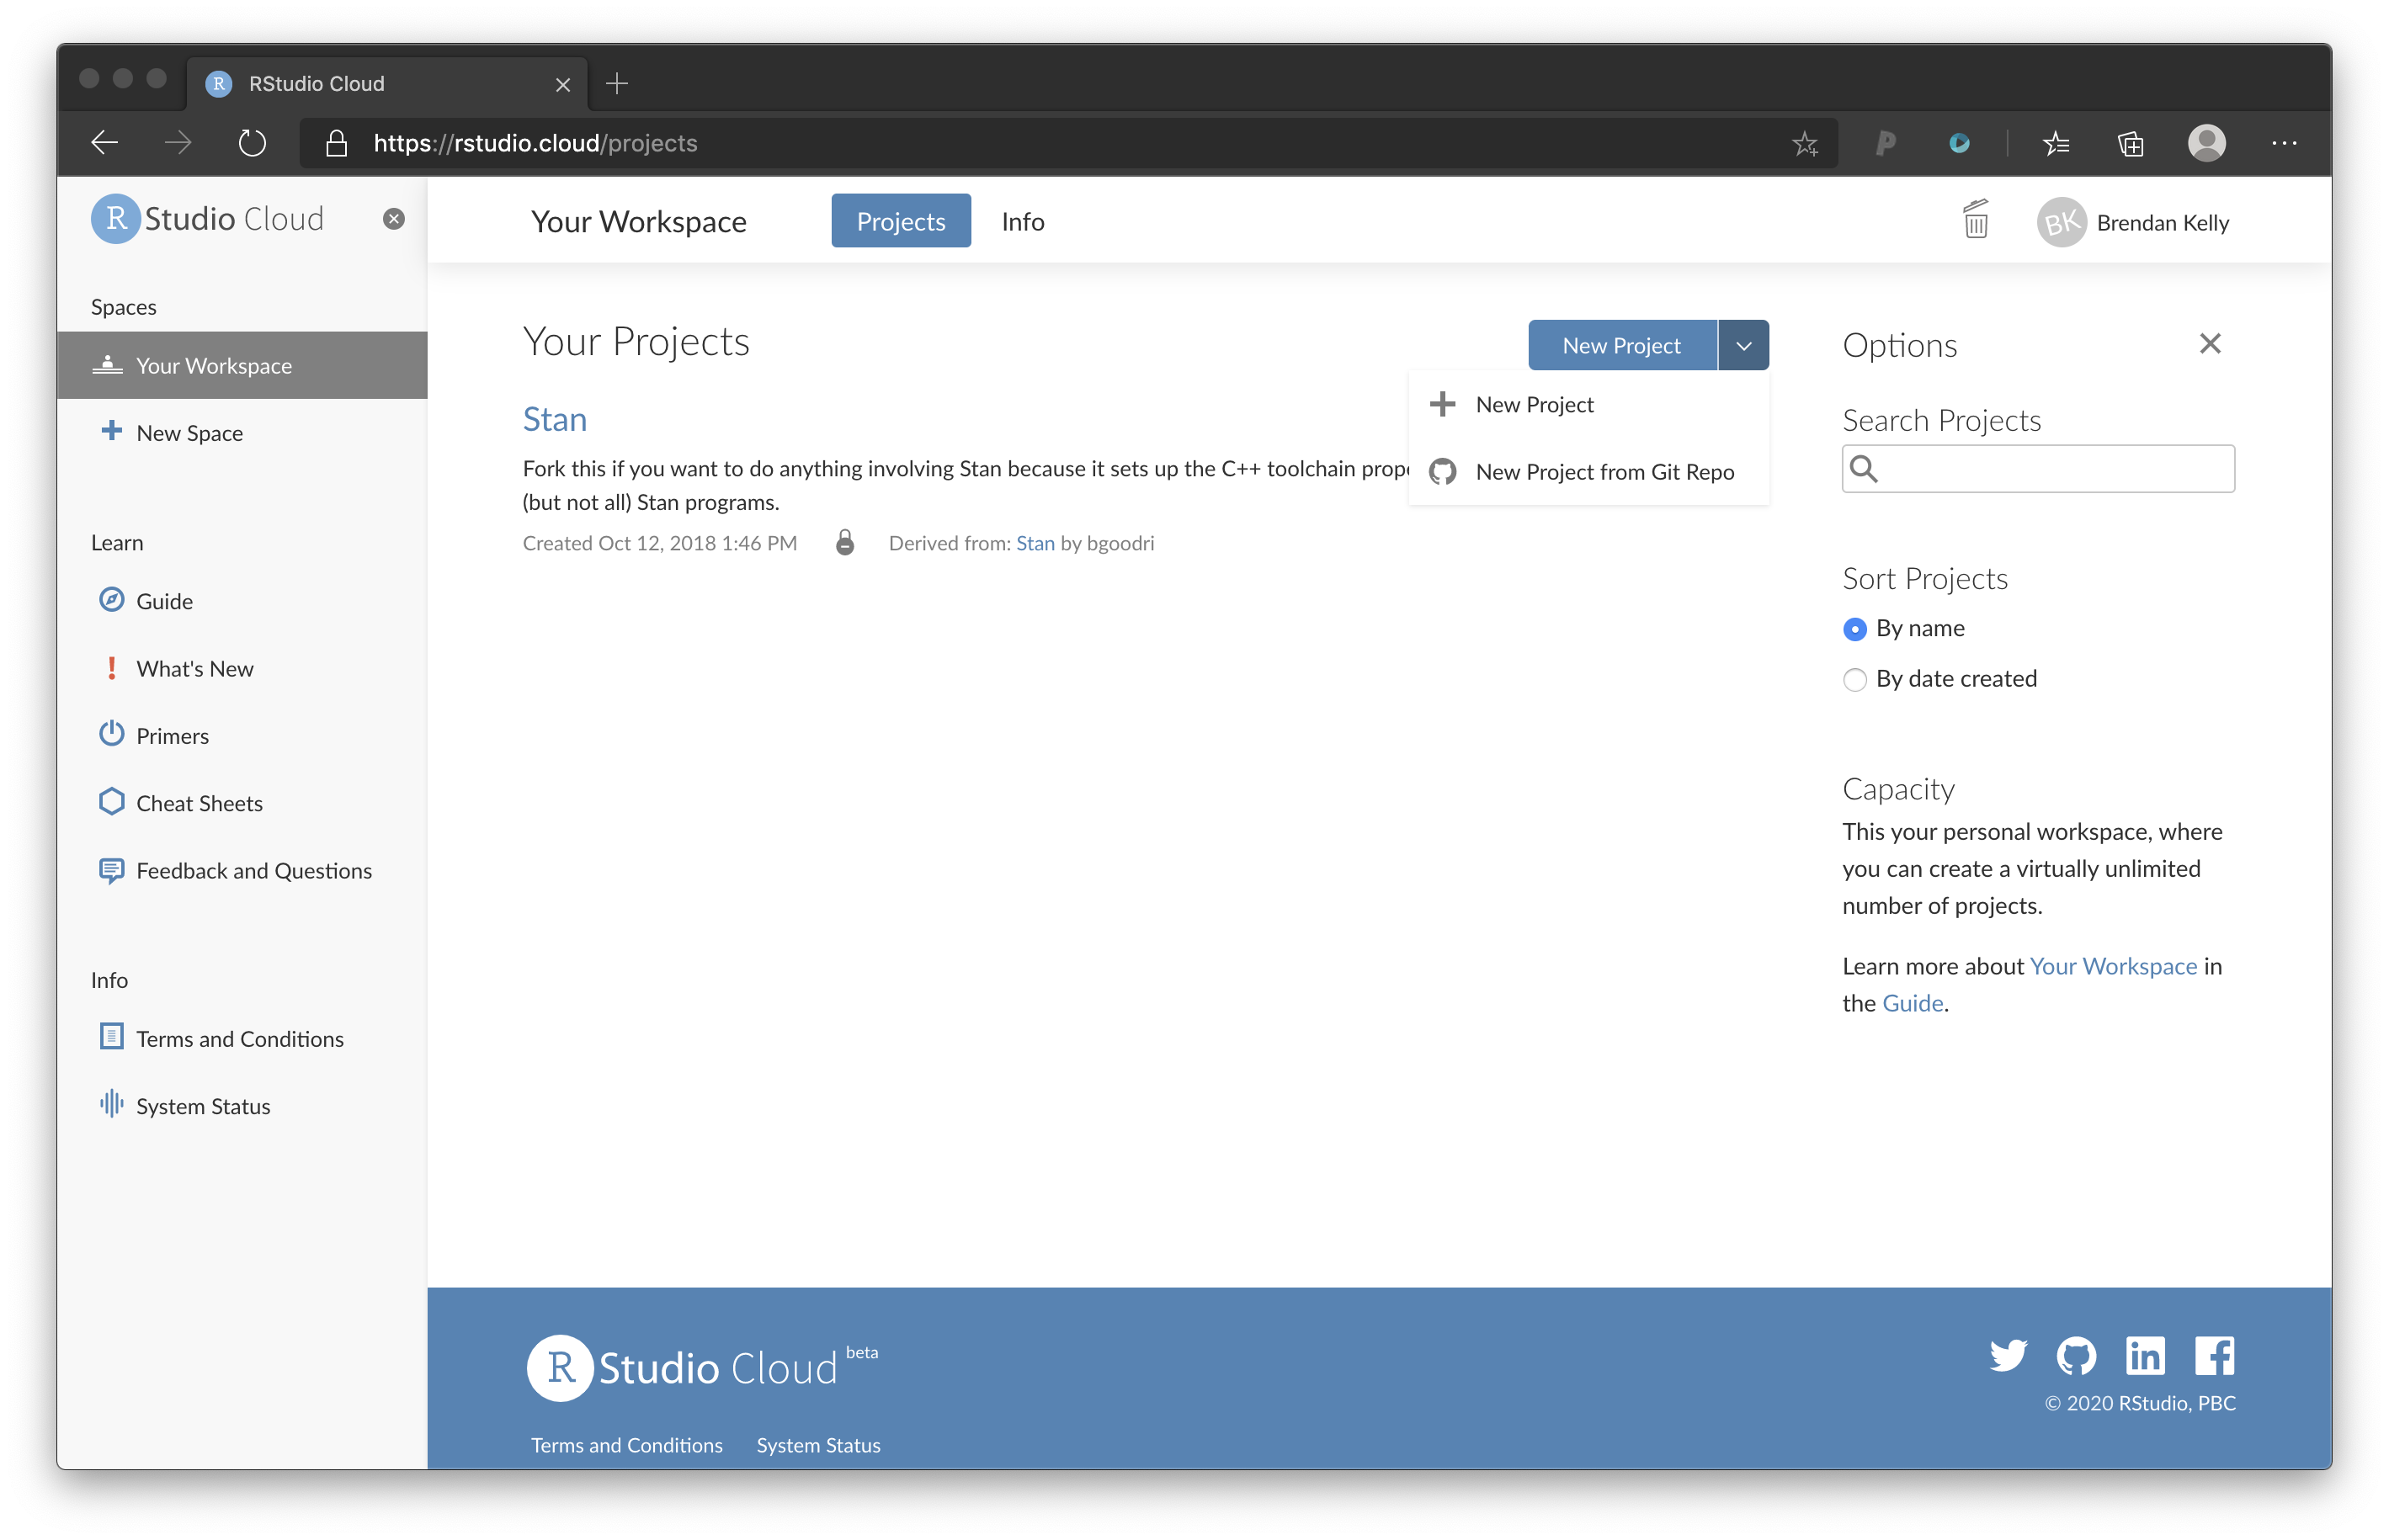 RStudio Cloud
https://rstudio.cloud/projects
R Studio Cloud
Your Workspace
Projects
Info
BK
Brendan Kelly
Spaces
Your Workspace
New Space
Learn
Guide
What's New
Primers
Cheat Sheets
Feedback and Questions
Info
Terms and Conditions
System Status
Your Projects
New Project
New Project
New Project from Git Repo
Stan
Fork this if you want to do anything involving Stan because it sets up the C++ toolchain
(but not all) Stan programs.
Created Oct 12, 2018 1:46 PM
Derived from: Stan by bgoodri
Options
Search Projects
Sort Projects
By name
By date created
Capacity
This your personal workspace, where
you can create a virtually unlimited
number of projects.
Learn more about Your Workspace in
the Guide.
R Studio Cloud beta
Terms and Conditions
System Status
© 2020 RStudio, PBC